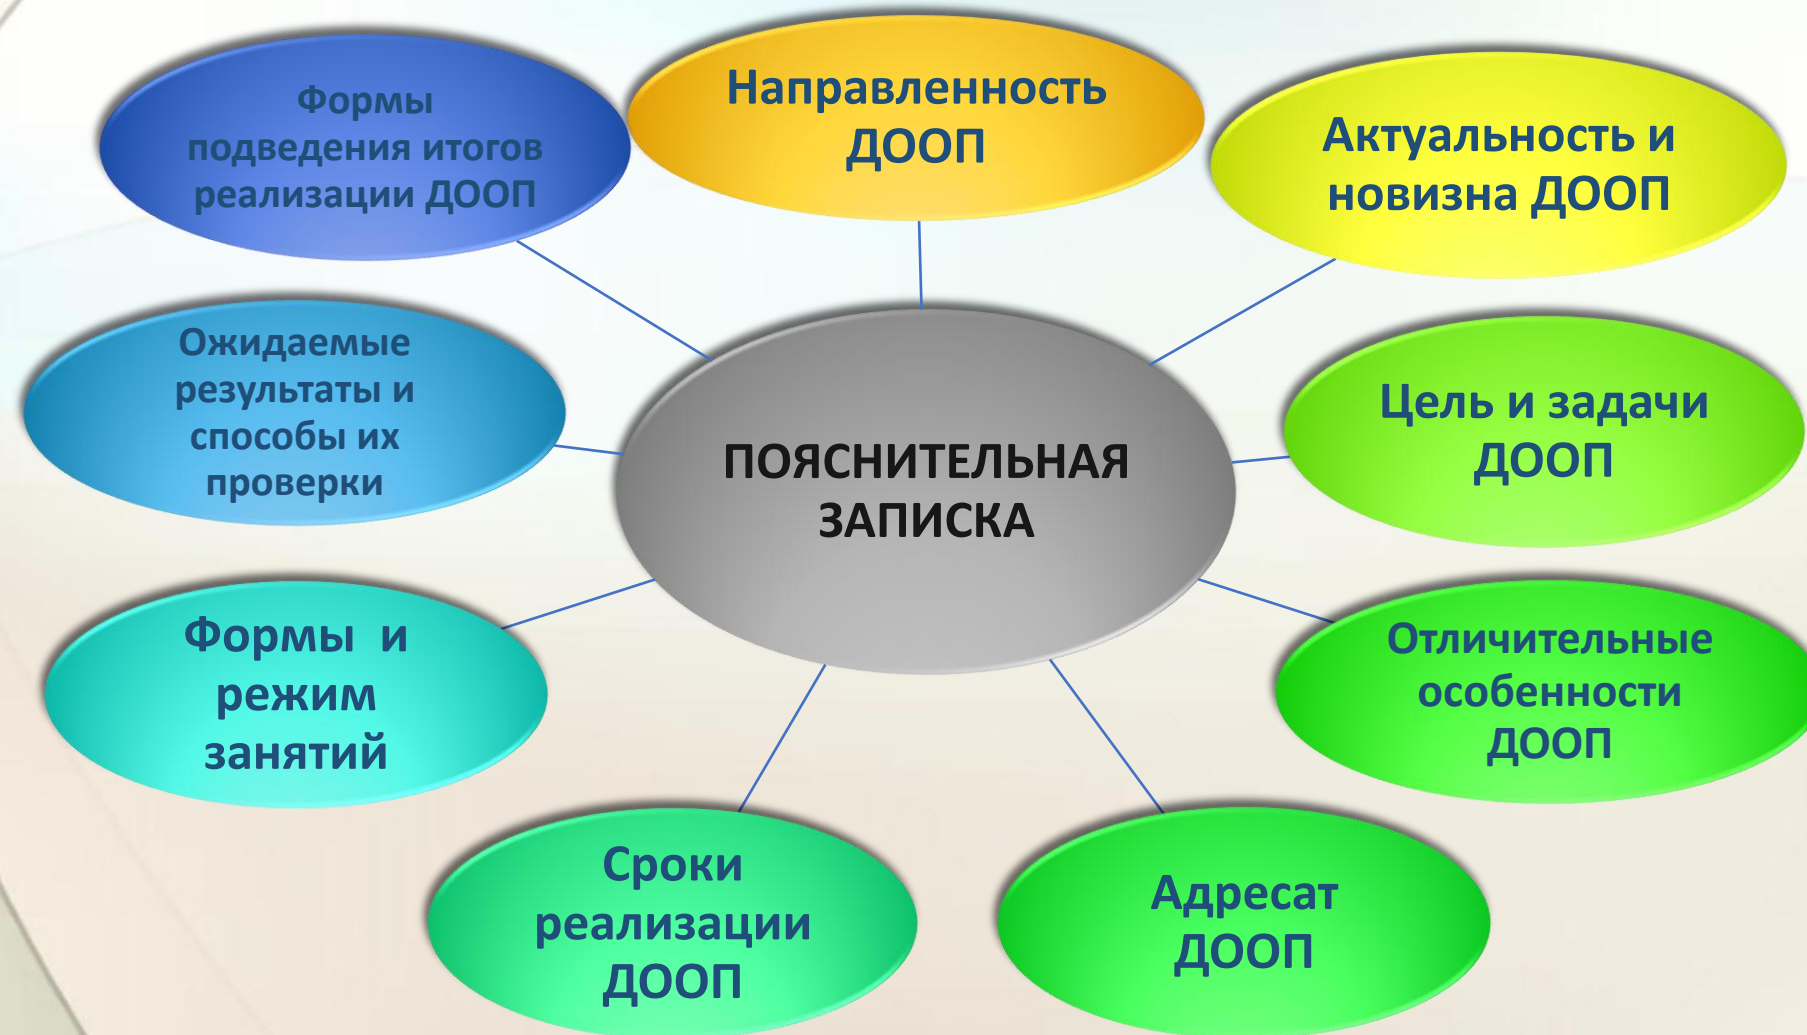 Формы
подведения итогов
реализации ДООП
Направленность
ДООП
Актуальность и
новизна ДООП
Ожидаемые
результаты и
способы их
проверки
ПОЯСНИТЕЛЬНАЯ
ЗАПИСКА
Цель и задачи
ДООП
Формы и
режим
занятий
Отличительные
особенности
ДООП
Сроки
реализации
ДООП
Адресат
ДООП